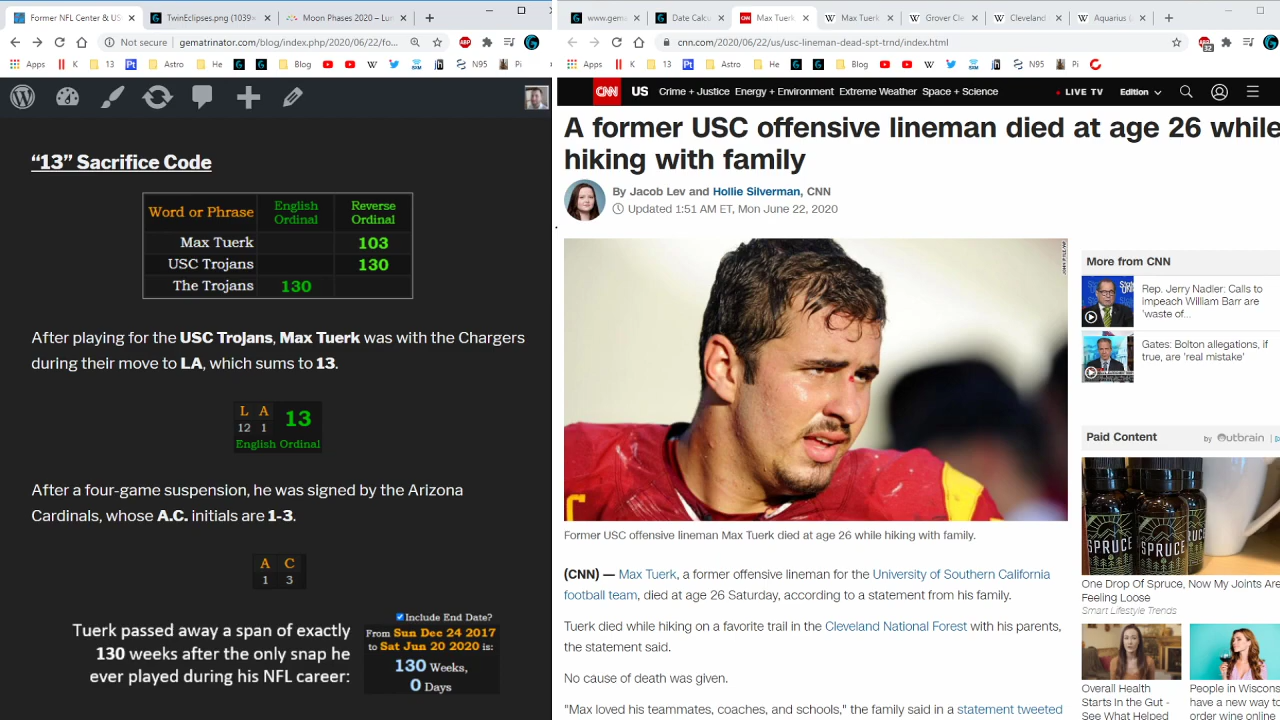 Former NFL Center & US
TwinEclipses.png (1039×
Moon Phases 2020 – Lun
Not secure
gematrinator.com/blog/index.php/2020/06/22/fo...
Apps
K
13
Pt
Astro
He
Blog
N95
Pi
“13” Sacrifice Code
Word or Phrase
English Ordinal
Reverse Ordinal
Max Tuerk 103
USC Trojans 130
The Trojans 130
After playing for the USC Trojans, Max Tuerk was with the Chargers
during their move to LA, which sums to 13.
L A 13
12 1
English Ordinal
After a four-game suspension, he was signed by the Arizona
Cardinals, whose A.C. initials are 1-3.
A C
1 3
Tuerk passed away a span of exactly
130 weeks after the only snap he
ever played during his NFL career:
Include End Date?
From Sun Dec 24 2017
to Sat Jun 20 2020 is:
130 Weeks,
0 Days
www.gema
Date Calcu
Max Tuerk
Max Tuerk
Grover Cle
Cleveland
Aquarius (
cnn.com/2020/06/22/us/usc-lineman-dead-spt-trnd/index.html
32
Apps
K
13
Pt
Astro
He
Blog
N95
Pi
CNN
US
Crime + Justice
Energy + Environment
Extreme Weather
Space + Science
LIVE TV
Edition
A former USC offensive lineman died at age 26 while
hiking with family
By Jacob Lev and Hollie Silverman, CNN
Updated 1:51 AM ET, Mon June 22, 2020
Former USC offensive lineman Max Tuerk died at age 26 while hiking with family.
(CNN) — Max Tuerk, a former offensive lineman for the University of Southern California
football team, died at age 26 Saturday, according to a statement from his family.
Tuerk died while hiking on a favorite trail in the Cleveland National Forest with his parents,
the statement said.
No cause of death was given.
"Max loved his teammates, coaches, and schools," the family said in a statement tweeted
More from CNN
Rep. Jerry Nadler: Calls to
impeach William Barr are
'waste of...
Gates: Bolton allegations, if
true, are 'real mistake'
Paid Content
by Outbrain
SPRUCE
SPRUCE
One Drop Of Spruce, Now My Joints Are
Feeling Loose
Smart Lifestyle Trends
Overall Health
Starts In the Gut -
See What Helped
People in Wiscons
have a new way t
order wine online